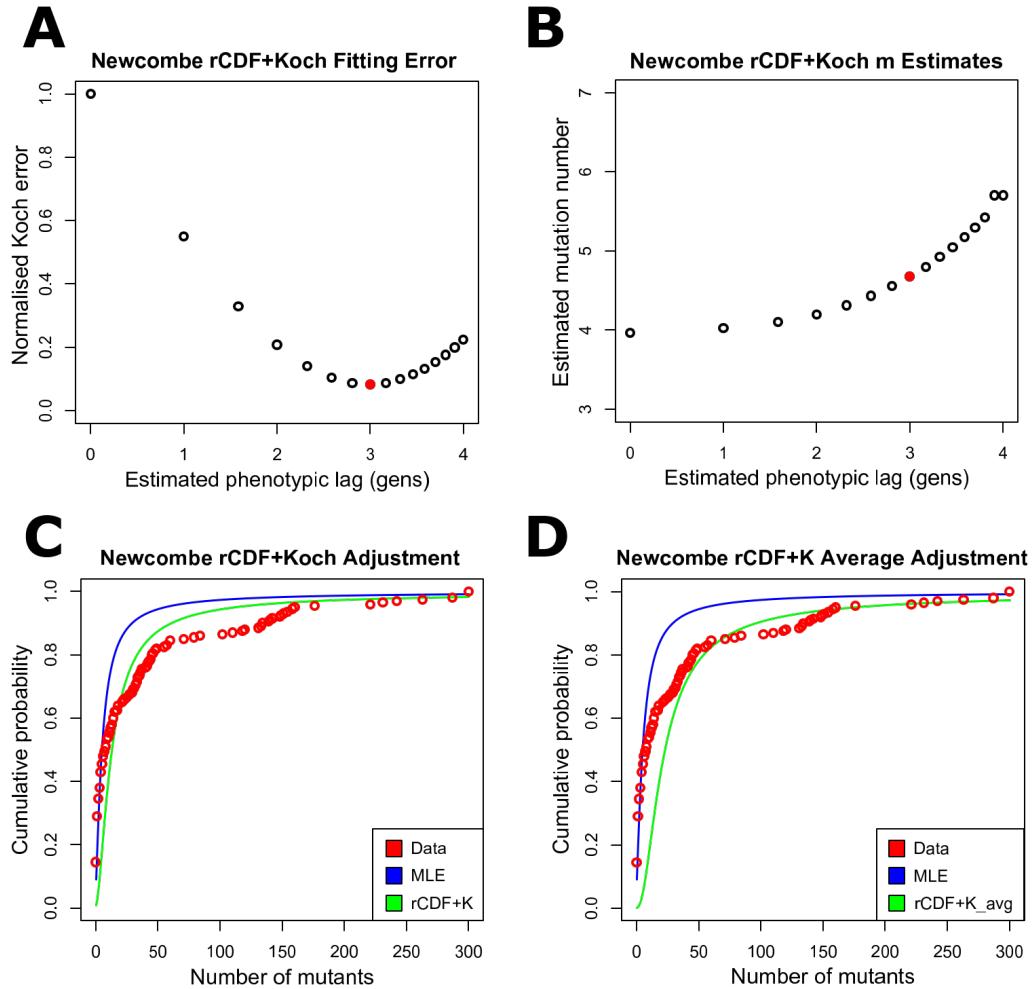 A
Newcombe rCDF+Koch Fitting Error
Normalised Koch error
1.0
0.8
0.6
0.4
0.2
0.0
0 1 2 3 4
Estimated phenotypic lag (gens)
B
Newcombe rCDF+Koch m Estimates
Estimated mutation number
7
6
5
4
3
0 1 2 3 4
Estimated phenotypic lag (gens)
C
Newcombe rCDF+Koch Adjustment
Cumulative probability
1.0
0.8
0.6
0.4
0.2
0.0
Data
MLE
rCDF+K
0 50 100 150 200 250 300
Number of mutants
D
Newcombe rCDF+K Average Adjustment
Cumulative probability
1.0
0.8
0.6
0.4
0.2
0.0
Data
MLE
rCDF+K_avg
0 50 100 150 200 250 300
Number of mutants